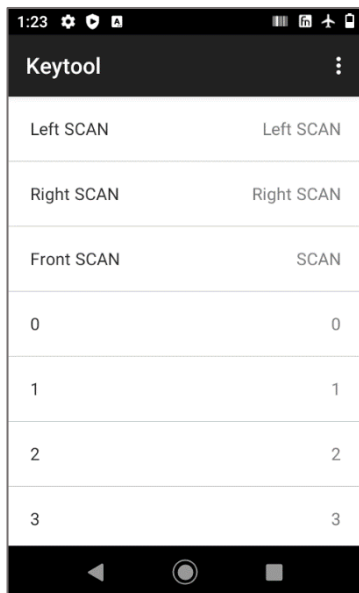 1:23
Keytool
Left SCAN Left SCAN
Right SCAN Right SCAN
Front SCAN SCAN
0 0
1 1
2 2
3 3